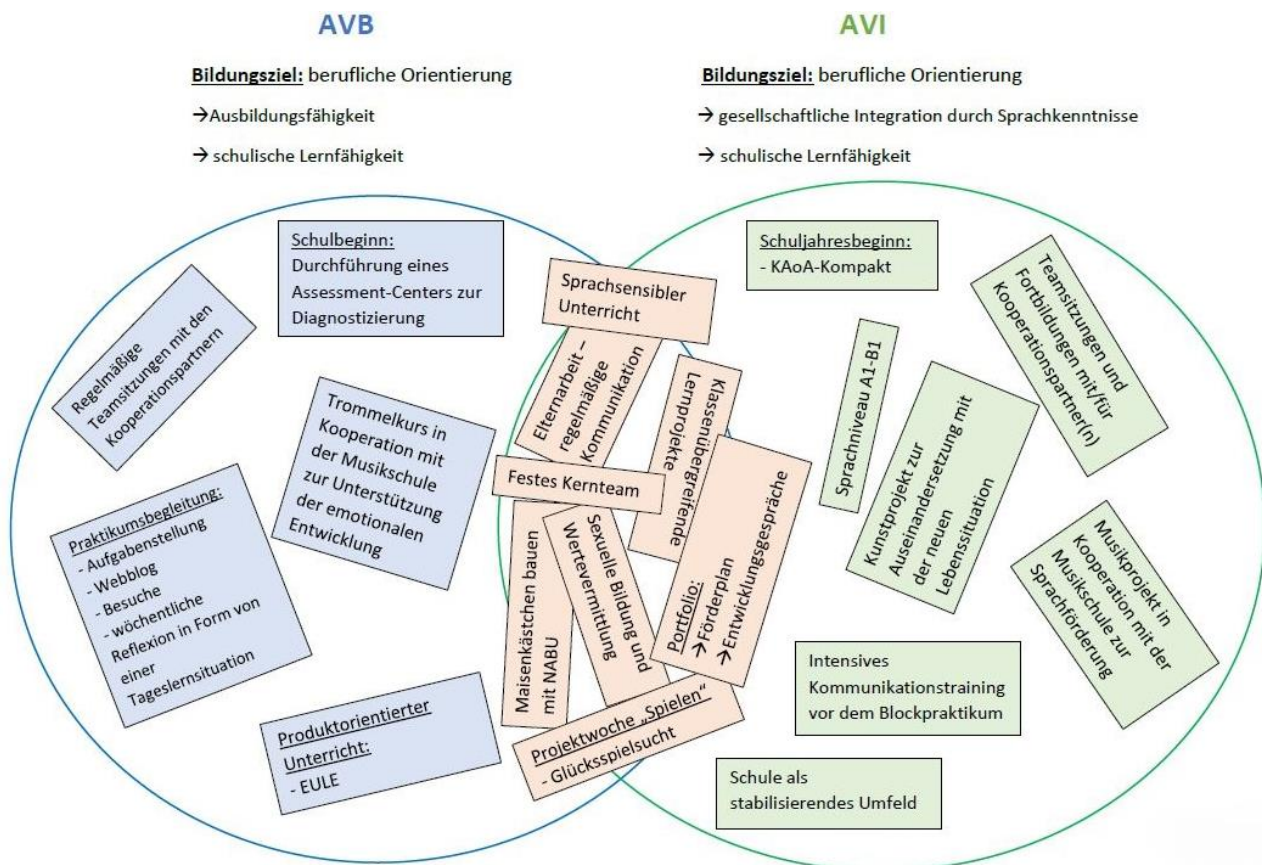 AVB
Bildungsziel: berufliche Orientierung
→Ausbildungsfähigkeit
→ schulische Lernfähigkeit
AVI
Bildungsziel: berufliche Orientierung
→ gesellschaftliche Integration durch Sprachkenntnisse
→ schulische Lernfähigkeit
Schulbeginn:
Durchführung eines
Assessment-Centers zur
Diagnostizierung
Regelmäßige
Teamsitzungen mit den
Kooperationspartnern
Trommelkurs in
Kooperation mit
der Musikschule
zur Unterstützung
der emotionalen
Entwicklung
Praktikumsbegleitung:
- Aufgabenstellung
- Webblog
- Besuche
- wöchentliche
Reflexion in Form von
einer
Tageslernsituation
Produktorientierter
Unterricht:
- EULE
Sprachsensibler
Unterricht
Elternarbeit –
regelmäßige
Kommunikation
Klassenübergreifende
Lernprojekte
Festes Kernteam
Maisenkästchen bauen
mit NABU
Sexuelle Bildung und
Wertevermittlung
Portfolio:
→ Förderplan
→Entwicklungsgespräche
Projektwoche „Spielen“
- Glücksspielsucht
Schuljahresbeginn:
- KAoA-Kompakt
Teamsitzungen und
Fortbildungen mit/für
Kooperationspartner(n)
Sprachniveau A1-B1
Kunstprojekt zur
Auseinandersetzung mit
der neuen
Lebenssituation
Musikprojekt in
Kooperation mit der
Musikschule zur
Sprachförderung
Intensives
Kommunikationstraining
vor dem Blockpraktikum
Schule als
stabilisierendes Umfeld